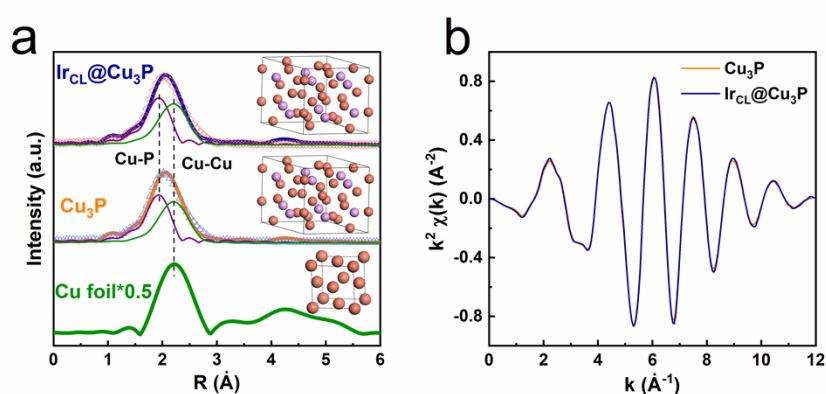 a
Ir_CL@Cu₃P
Cu-P
Cu-Cu
Cu₃P
Cu foil*0.5
Intensity (a.u.)
0 1 2 3 4 5 6
R (Å)
b
Cu₃P
Ir_CL@Cu₃P
0.8
0.4
0.0
-0.4
-0.8
k² χ(k) (A⁻²)
0 2 4 6 8 10 12
k (Å⁻¹)